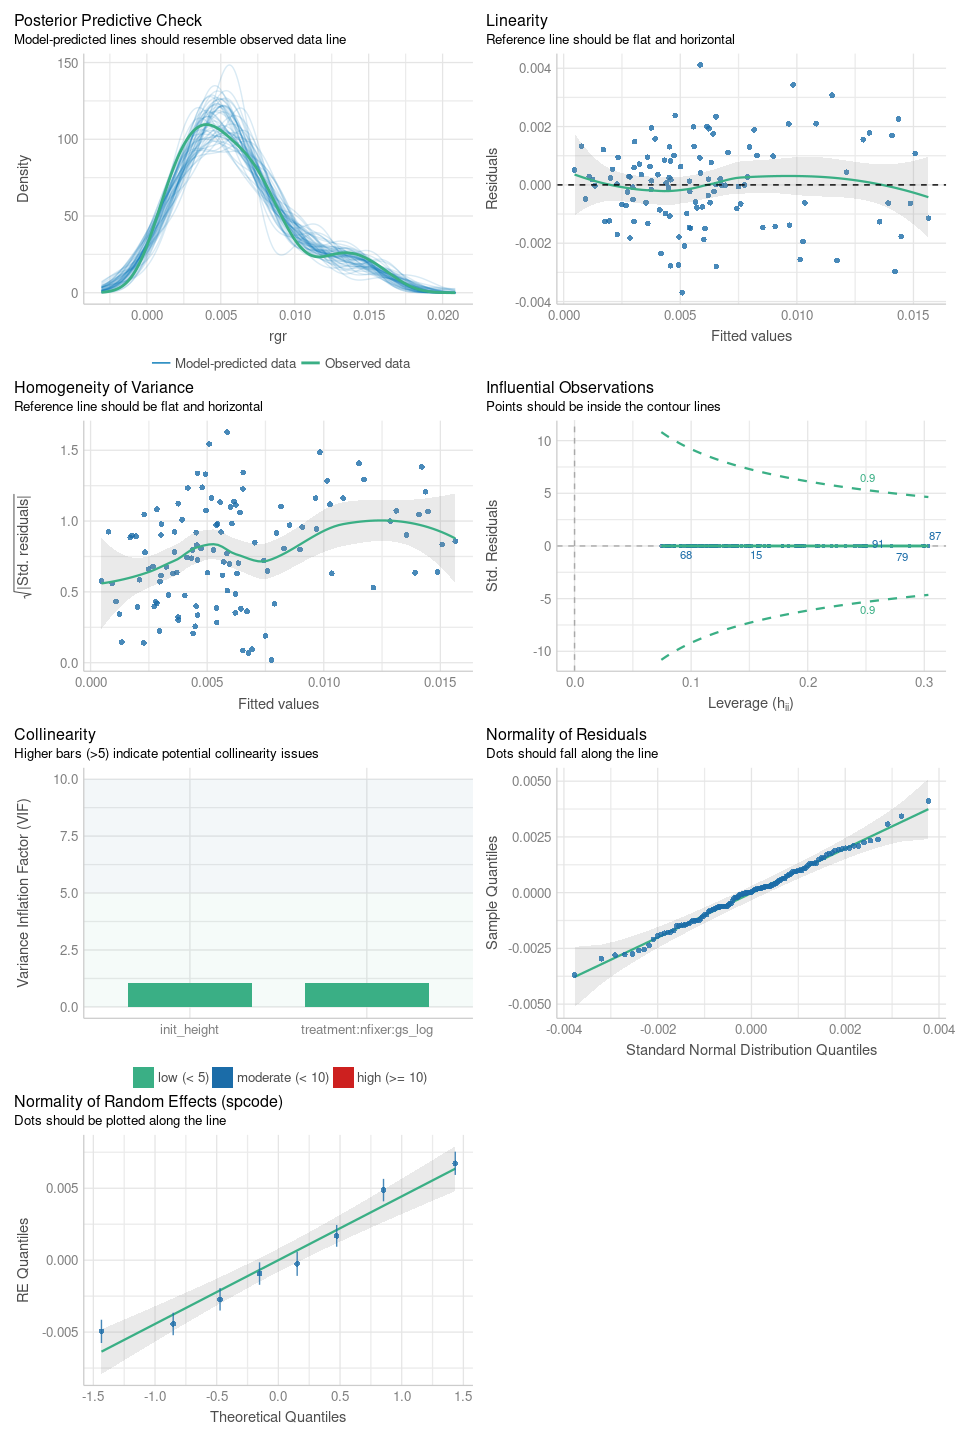 Posterior Predictive Check
Model-predicted lines should resemble observed data line
150
100
50
0
Density
0.000 0.005 0.010 0.015 0.020
rgr
Model-predicted data Observed data
Linearity
Reference line should be flat and horizontal
0.004
0.002
0.000
-0.002
-0.004
Residuals
0.000 0.005 0.010 0.015
Fitted values
Homogeneity of Variance
Reference line should be flat and horizontal
1.5
1.0
0.5
0.0
√|Std. residuals|
0.000 0.005 0.010 0.015
Fitted values
Influential Observations
Points should be inside the contour lines
10
5
0
-5
-10
Std. Residuals
0.9
87
91
68 15 79
0.9
0.0 0.1 0.2 0.3
Leverage (hii)
Collinearity
Higher bars (>5) indicate potential collinearity issues
10.0
7.5
5.0
2.5
0.0
Variance Inflation Factor (VIF)
init_height treatment:nfixer:gs_log
low (< 5) moderate (< 10) high (>= 10)
Normality of Residuals
Dots should fall along the line
0.0050
0.0025
0.0000
-0.0025
-0.0050
Sample Quantiles
-0.004 -0.002 0.000 0.002 0.004
Standard Normal Distribution Quantiles
Normality of Random Effects (spcode)
Dots should be plotted along the line
0.005
0.000
-0.005
RE Quantiles
-1.5 -1.0 -0.5 0.0 0.5 1.0 1.5
Theoretical Quantiles